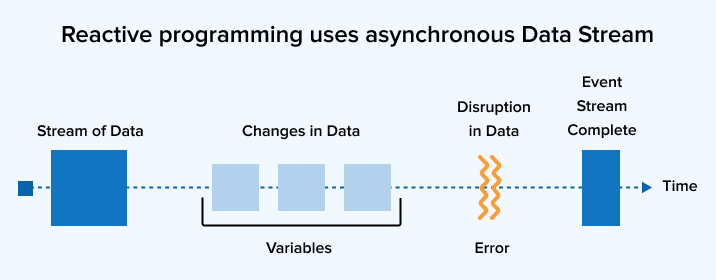 Reactive programming uses asynchronous Data Stream
Event
Stream
Complete
Disruption
in Data
Stream of Data
Changes in Data
Time
Variables
Error